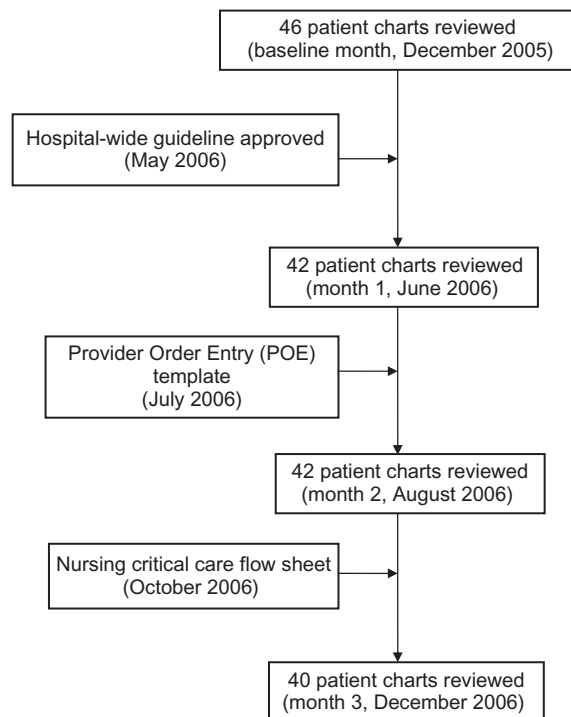 46 patient charts reviewed
(baseline month, December 2005)
Hospital-wide guideline approved
(May 2006)
42 patient charts reviewed
(month 1, June 2006)
Provider Order Entry (POE)
template
(July 2006)
42 patient charts reviewed
(month 2, August 2006)
Nursing critical care flow sheet
(October 2006)
40 patient charts reviewed
(month 3, December 2006)